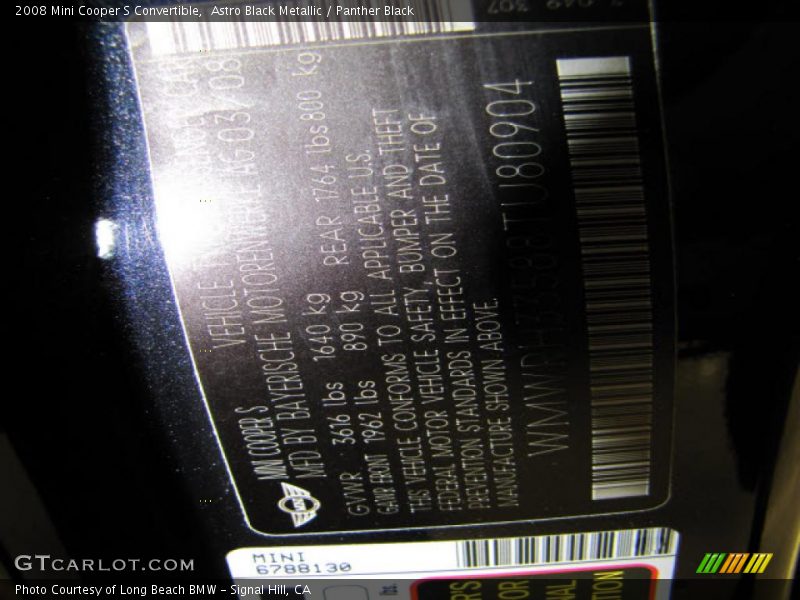 2008 Mini Cooper S Convertible, Astro Black Metallic / Panther Black
MINI COOPER S VEHICLE
MFD BY BAYERISCHE MOTORENWERKE AG 03/08
GVWR 3616 lbs 1640 kg REAR 1764 lbs 800 kg
GAWR FRONT 1962 lbs 890 kg
THIS VEHICLE CONFORMS TO ALL APPLICABLE U.S.
FEDERAL MOTOR VEHICLE SAFETY, BUMPER AND THEFT
PREVENTION STANDARDS IN EFFECT ON THE DATE OF
MANUFACTURE SHOWN ABOVE.
WMWRH33588TU80904
MINI
6788130
GTCARLOT.COM
Photo Courtesy of Long Beach BMW - Signal Hill, CA